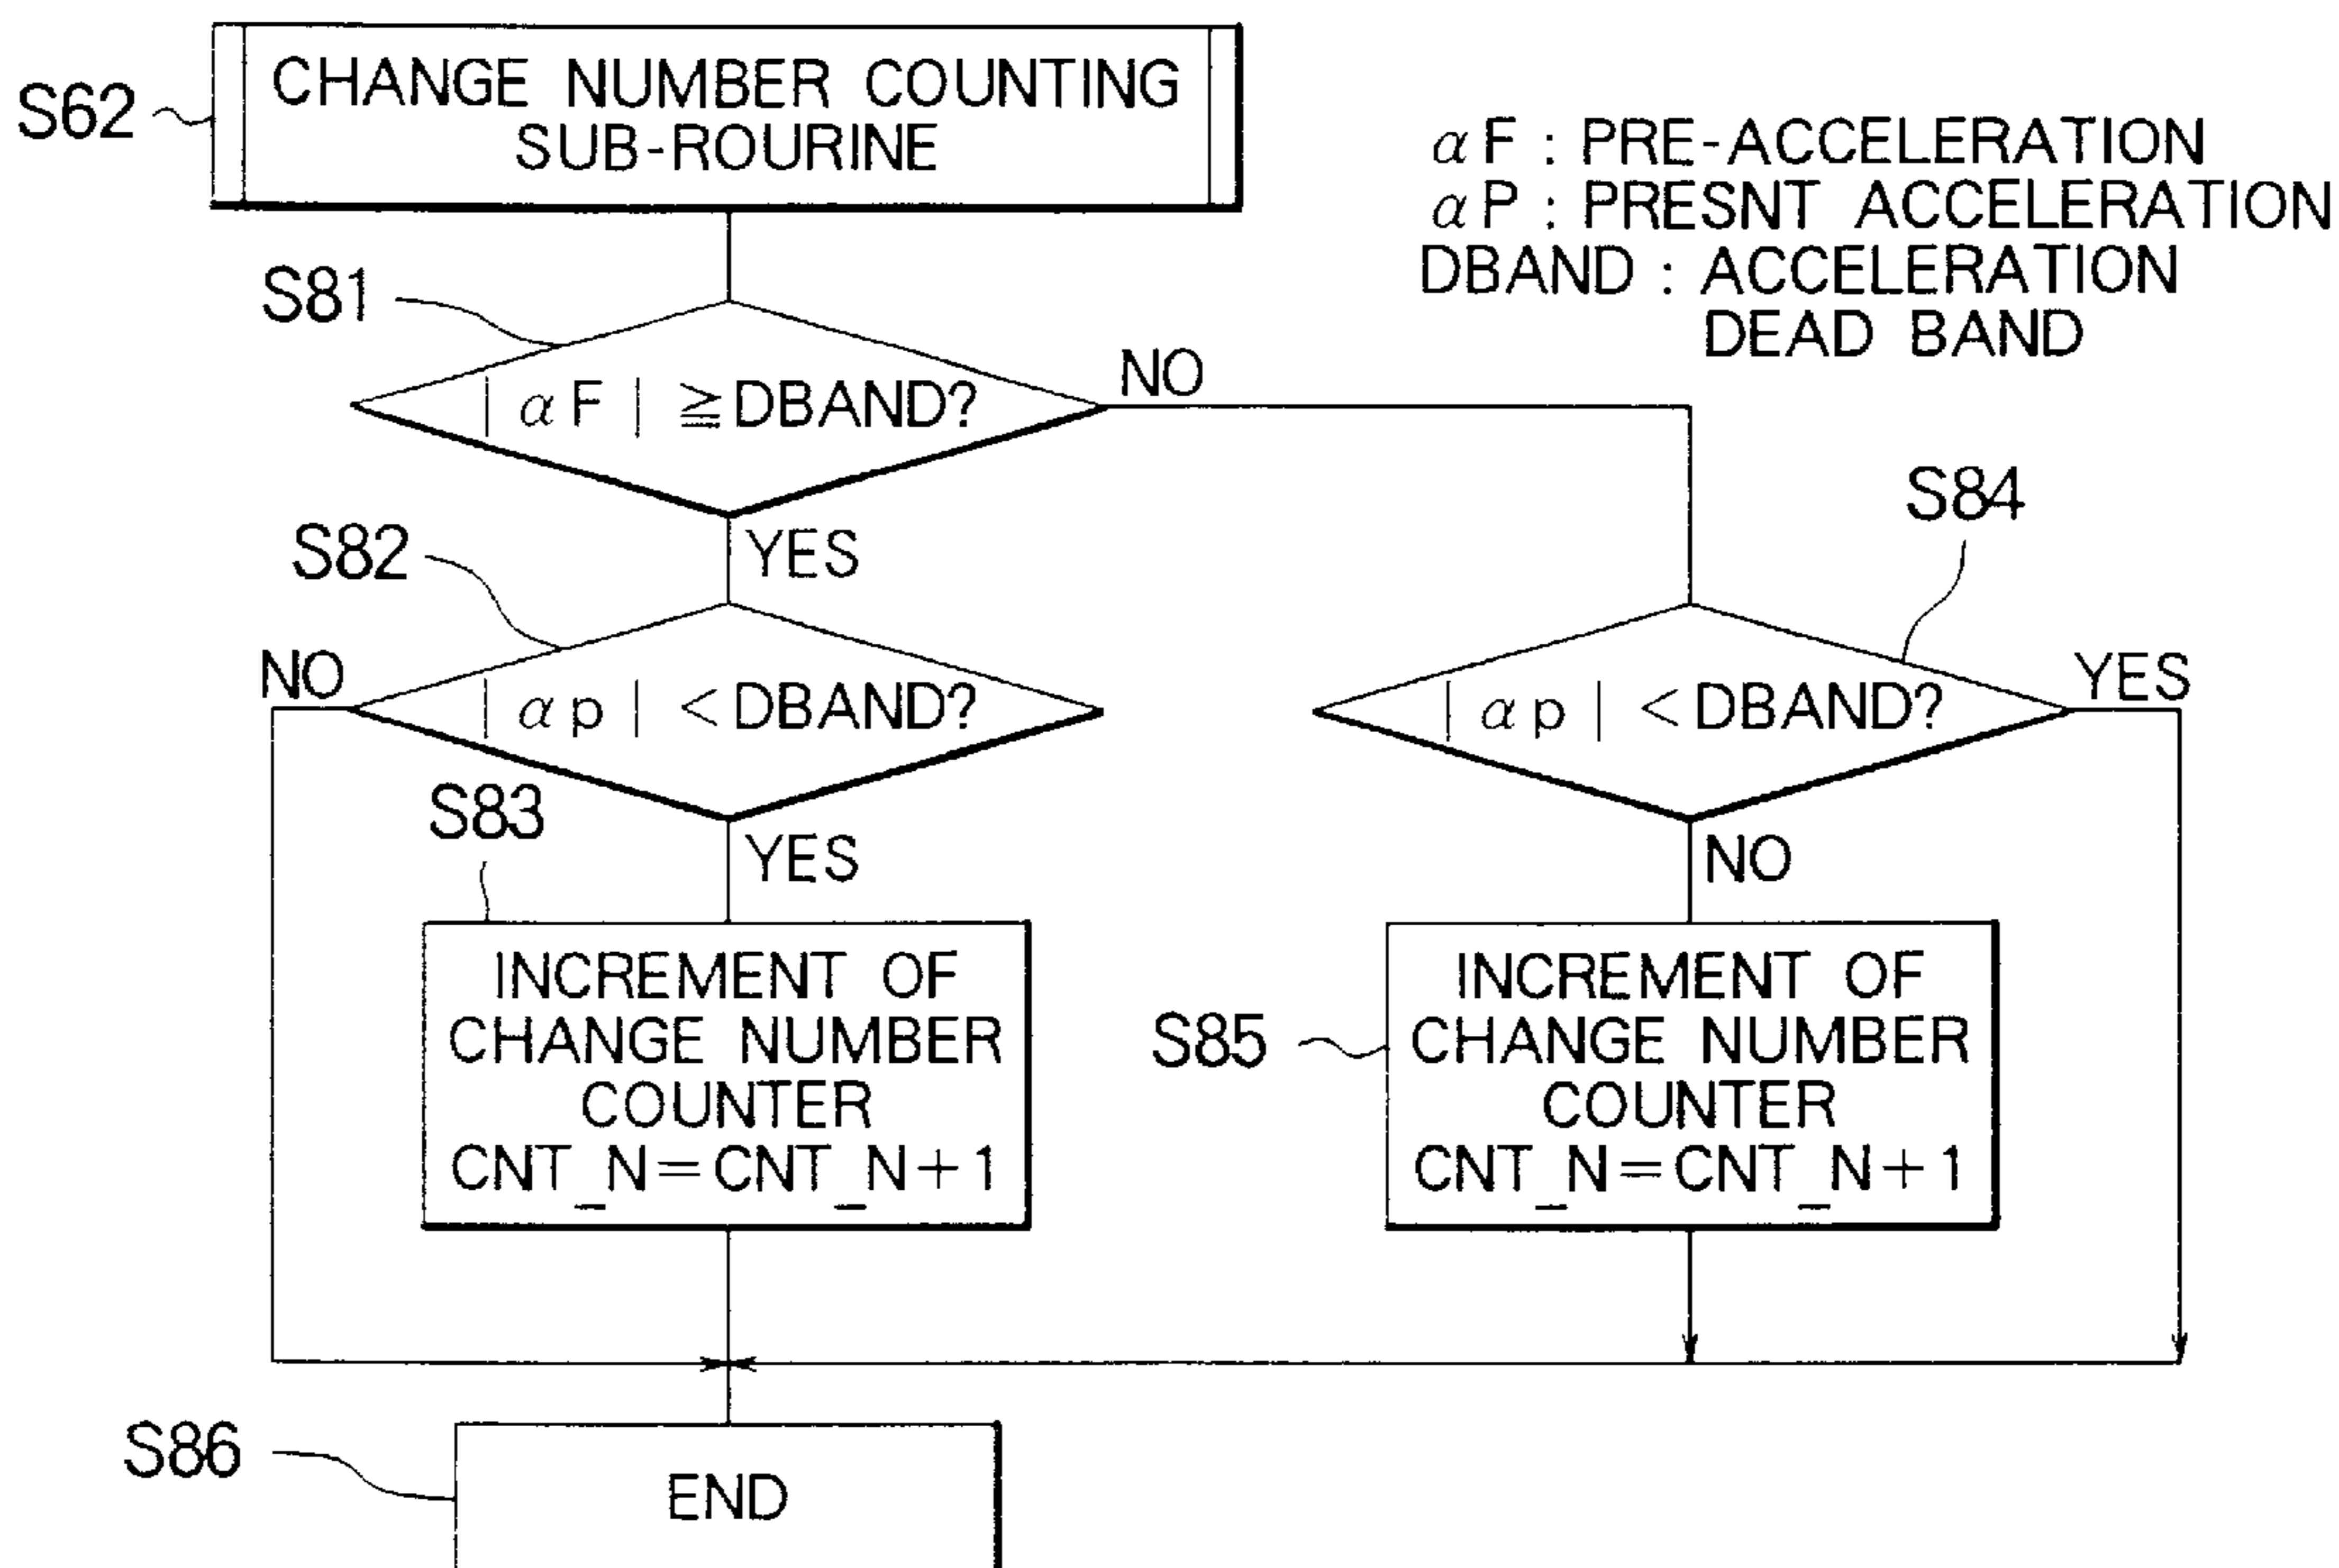 CHANGE NUMBER COUNTING
SUB-ROURINE
S62
αF : PRE-ACCELERATION
αP : PRESNT ACCELERATION
DBAND : ACCELERATION
DEAD BAND
S81
|αF| ≧DBAND?
NO
YES
S82
NO
|αp| <DBAND?
YES
S84
|αp| <DBAND?
YES
NO
S83
INCREMENT OF
CHANGE NUMBER
COUNTER
CNT_N=CNT_N+1
S85
INCREMENT OF
CHANGE NUMBER
COUNTER
CNT_N=CNT_N+1
S86
END